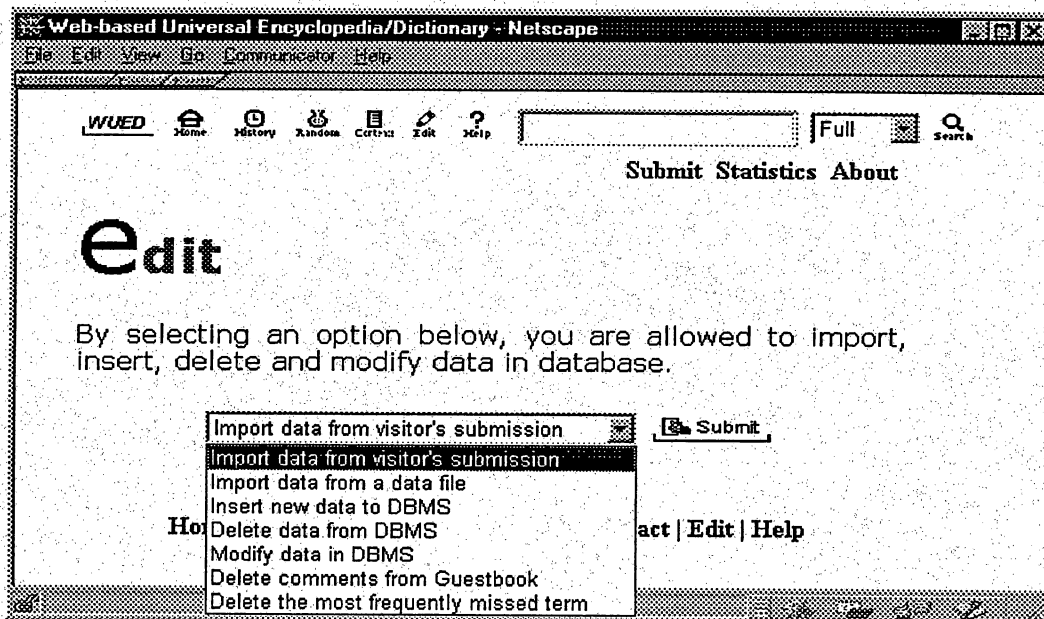 Web-based Universal Encyclopedia/Dictionary - Netscape
File Edit View Go Communicator Help
WUED Home History Random Contact Edit Help Full Search
Submit Statistics About
edit
By selecting an option below, you are allowed to import,
insert, delete and modify data in database.
Import data from visitor's submission Submit
Import data from visitor's submission
Import data from a data file
Insert new data to DBMS
Ho Delete data from DBMS act | Edit | Help
Modify data in DBMS
Delete comments from Guestbook
Delete the most frequently missed term